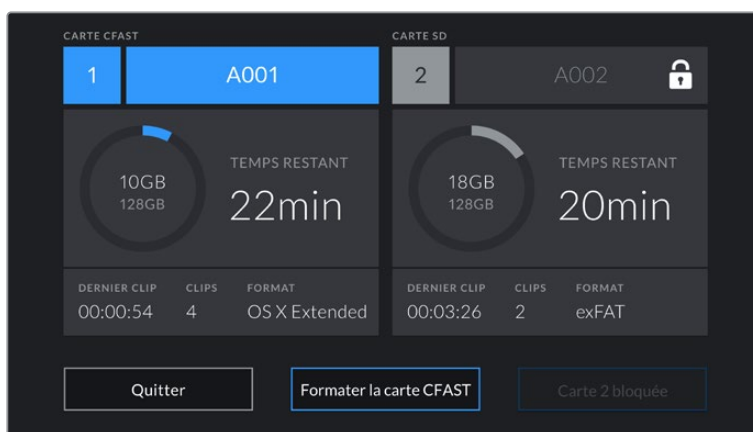 CARTE CFAST
1 A001
10GB
128GB
TEMPS RESTANT
22min
DERNIER CLIP CLIPS FORMAT
00:00:54 4 OS X Extended
CARTE SD
2 A002
18GB
128GB
TEMPS RESTANT
20min
DERNIER CLIP CLIPS FORMAT
00:03:26 2 exFAT
Quitter
Formater la carte CFAST
Carte 2 bloquée